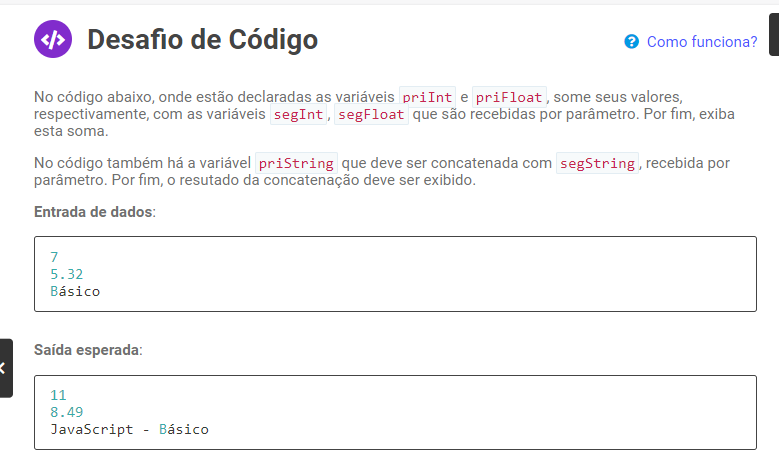 </> Desafio de Código
? Como funciona?
No código abaixo, onde estão declaradas as variáveis priInt e priFloat, some seus valores,
respectivamente, com as variáveis segInt, segFloat que são recebidas por parâmetro. Por fim, exiba
esta soma.
No código também há a variável priString que deve ser concatenada com segString, recebida por
parâmetro. Por fim, o resutado da concatenação deve ser exibido.
Entrada de dados:
7
5.32
Básico
Saída esperada:
11
8.49
JavaScript - Básico